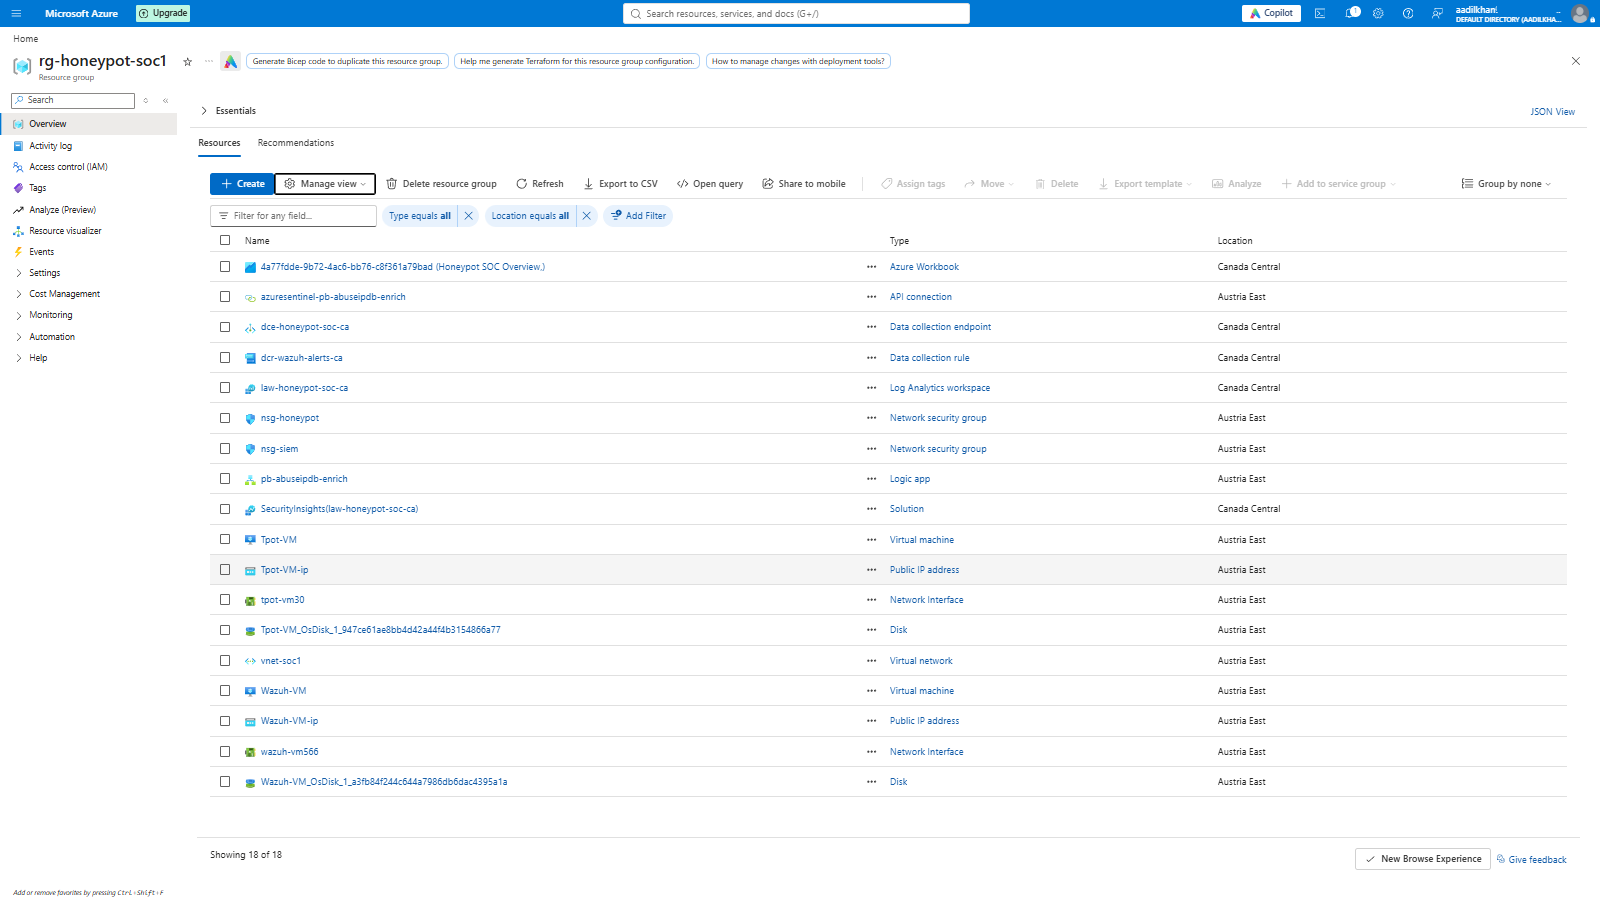 Microsoft Azure
Upgrade
Search resources, services, and docs (G+/)
Copilot
1
aadilkhan
DEFAULT DIRECTORY (AADILKHA...
Home
rg-honeypot-soc1
Resource group
Generate Bicep code to duplicate this resource group.
Help me generate Terraform for this resource group configuration.
How to manage changes with deployment tools?
Search
Overview
Activity log
Access control (IAM)
Tags
Analyze (Preview)
Resource visualizer
Events
Settings
Cost Management
Monitoring
Automation
Help
Essentials
JSON View
Resources Recommendations
Create Manage view Delete resource group Refresh Export to CSV Open query Share to mobile Assign tags Move Delete Export template Analyze Add to service group Group by none
Filter for any field... Type equals all Location equals all Add Filter
Name Type Location
4a77fdde-9b72-4ac6-bb76-c8f361a79bad (Honeypot SOC Overview,) Azure Workbook Canada Central
azuresentinel-pb-abuseipdb-enrich API connection Austria East
dce-honeypot-soc-ca Data collection endpoint Canada Central
dcr-wazuh-alerts-ca Data collection rule Canada Central
law-honeypot-soc-ca Log Analytics workspace Canada Central
nsg-honeypot Network security group Austria East
nsg-siem Network security group Austria East
pb-abuseipdb-enrich Logic app Austria East
SecurityInsights(law-honeypot-soc-ca) Solution Canada Central
Tpot-VM Virtual machine Austria East
Tpot-VM-ip Public IP address Austria East
tpot-vm30 Network Interface Austria East
Tpot-VM_OsDisk_1_947ce61ae8bb4d42a44f4b3154866a77 Disk Austria East
vnet-soc1 Virtual network Austria East
Wazuh-VM Virtual machine Austria East
Wazuh-VM-ip Public IP address Austria East
wazuh-vm566 Network Interface Austria East
Wazuh-VM_OsDisk_1_a3fb84f244c644a7986db6dac4395a1a Disk Austria East
Showing 18 of 18
New Browse Experience
Give feedback
Add or remove favorites by pressing Ctrl+Shift+F